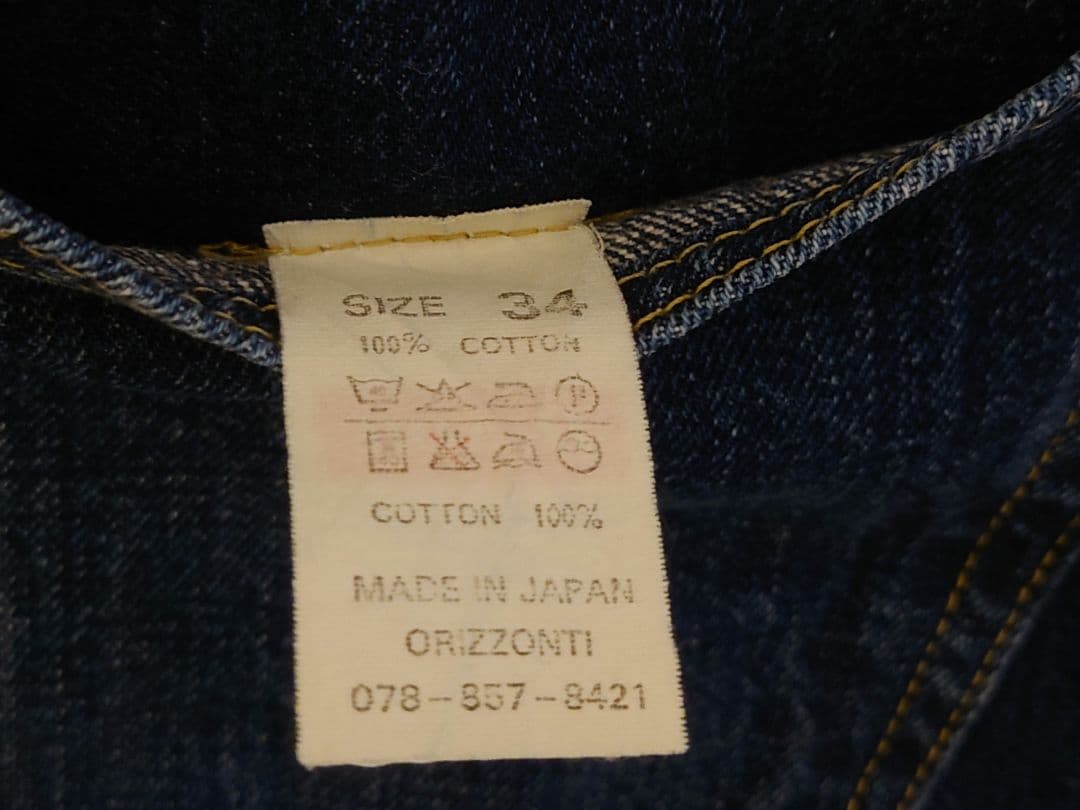 SIZE 34
100% COTTON
COTTON 100%
MADE IN JAPAN
ORIZZONTI
078-857-8421